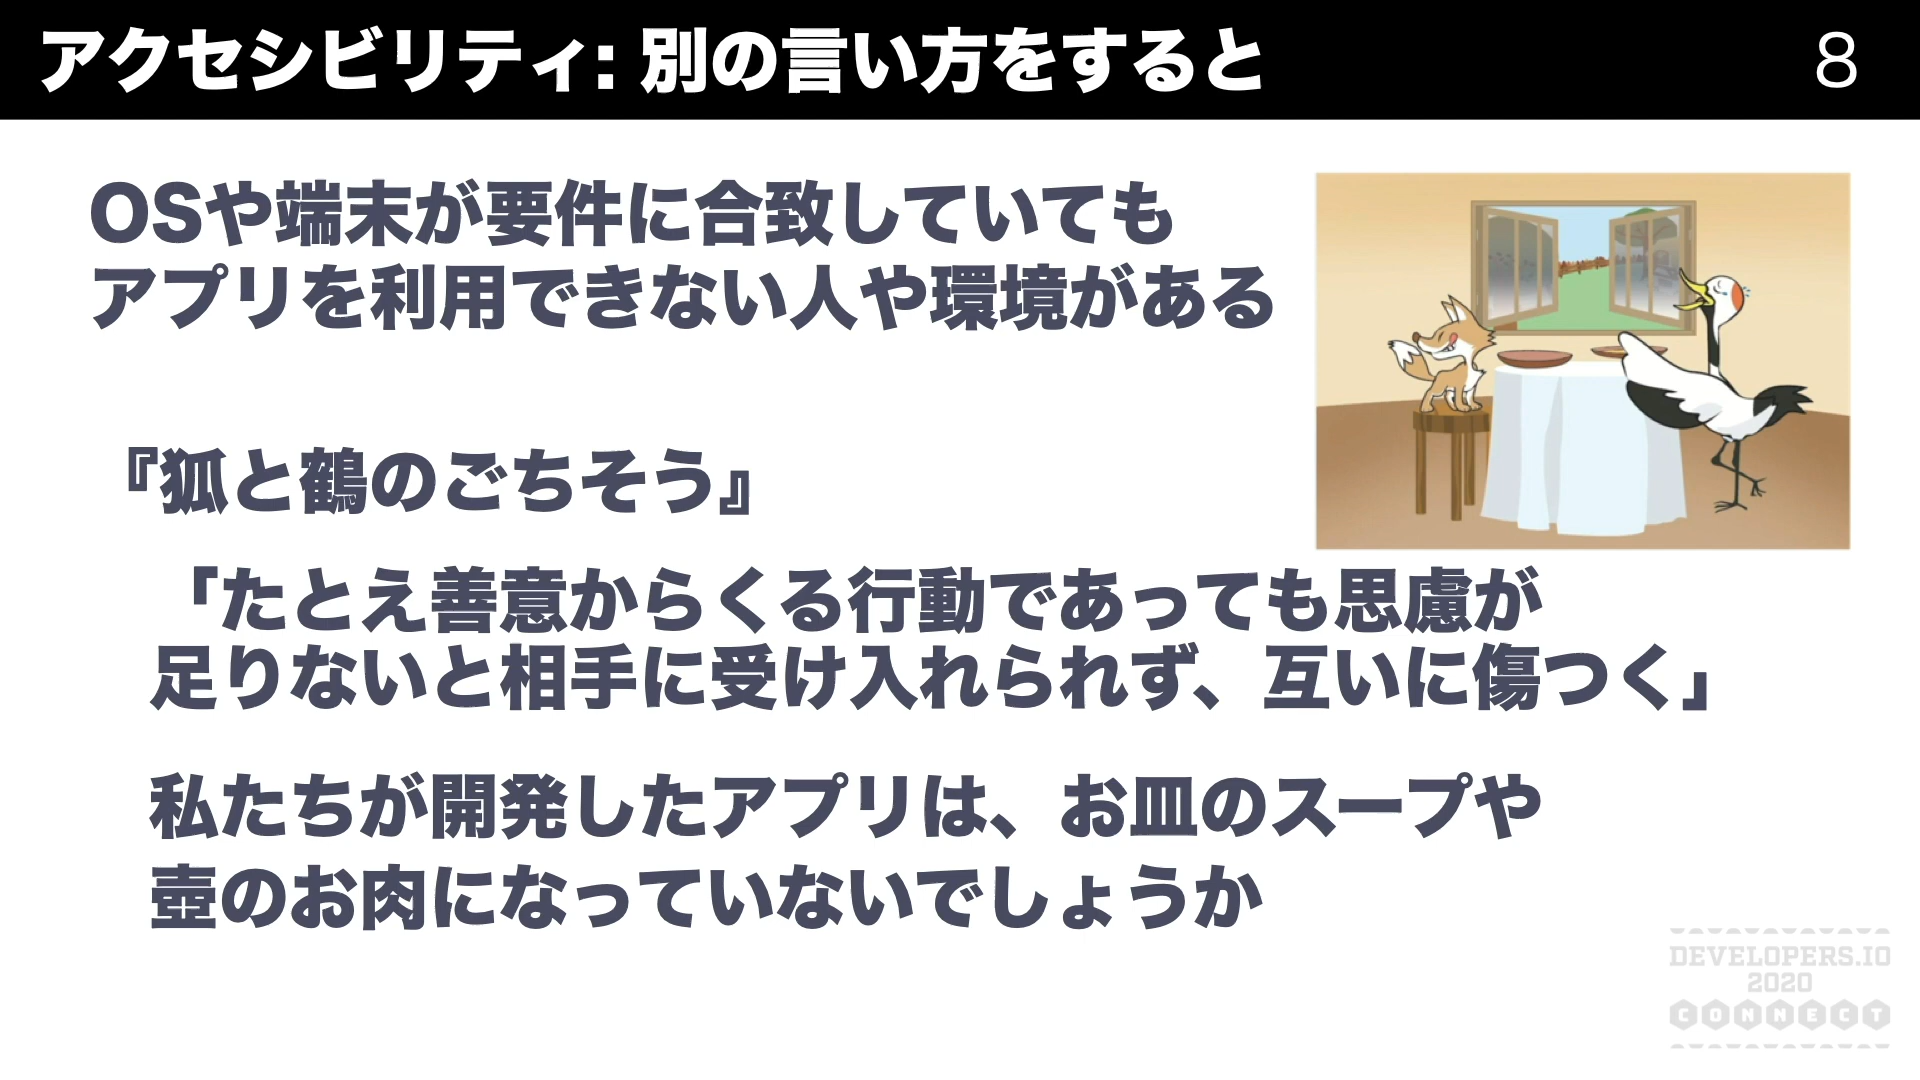 アクセシビリティ: 別の言い方をすると
8
OSや端末が要件に合致していても
アプリを利用できない人や環境がある
『狐と鶴のごちそう』
「たとえ善意からくる行動であっても思慮が
足りないと相手に受け入れられず、互いに傷つく」
私たちが開発したアプリは、お皿のスープや
壺のお肉になっていないでしょうか
DEVELOPERS.IO
2020
CONNECT